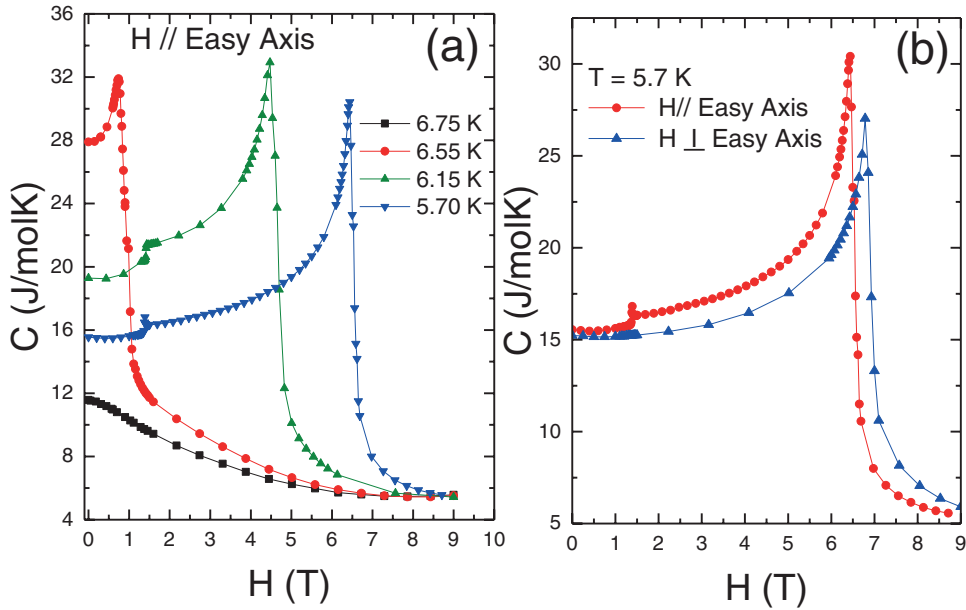 (a)
H // Easy Axis
36
32
28
24
20
16
12
8
4
C (J/molK)
6.75 K
6.55 K
6.15 K
5.70 K
0 1 2 3 4 5 6 7 8 9 10
H (T)
(b)
T = 5.7 K
H// Easy Axis
H ⊥ Easy Axis
30
25
20
15
10
5
C (J/molK)
0 1 2 3 4 5 6 7 8 9
H (T)